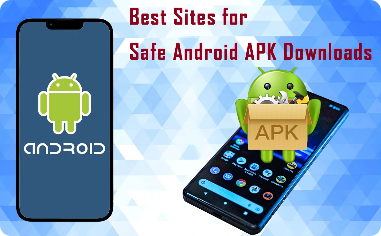 Best Sites for
Safe Android APK Downloads
ANDROID
APK